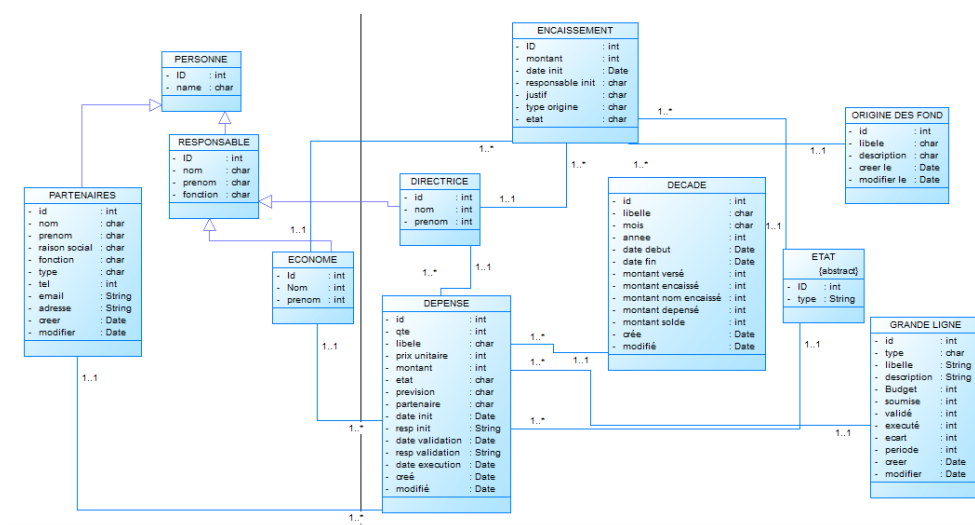 PERSONNE
- ID : int
- name : char
RESPONSABLE
- ID : int
- nom : char
- prenom : char
- fonction : char
PARTENAIRES
- id : int
- nom : char
- prenom : char
- raison social : char
- fonction : char
- type : char
- tel : int
- email : String
- adresse : String
- creer : Date
- modifier : Date
1..1
1..*
ECONOME
- Id : int
- Nom : int
- prenom : int
1..1
1..1
1..*
DIRECTRICE
- id : int
- nom : int
- prenom : int
1..1
1..1
1..*
ENCAISSEMENT
- ID : int
- montant : int
- date init : Date
- responsable init : char
- justif : char
- type origine : char
- etat : char
1..*
1..*
1..*
1..*
ORIGINE DES FOND
- id : int
- libele : char
- description : char
- creer le : Date
- modifier le : Date
1..1
DECADE
- id : int
- libelle : char
- mois : char
- annee : int
- date debut : Date
- date fin : Date
- montant versé : int
- montant encaissé : int
- montant nom encaissé : int
- montant depensé : int
- montant solde : int
- crée : Date
- modifié : Date
1..1
ETAT
{abstract}
- ID : int
- type : String
1..1
1..1
DEPENSE
- id : int
- qte : int
- libele : char
- prix unitaire : int
- montant : int
- etat : char
- prevision : char
- partenaire : char
- date init : Date
- resp init : String
- date validation : Date
- resp validation : String
- date execution : Date
- creé : Date
- modifié : Date
1..*
1..*
1..*
GRANDE LIGNE
- id : int
- type : char
- libelle : String
- description : String
- Budget : int
- soumise : int
- validé : int
- executé : int
- ecart : int
- periode : int
- creer : Date
- modifier : Date
1..1